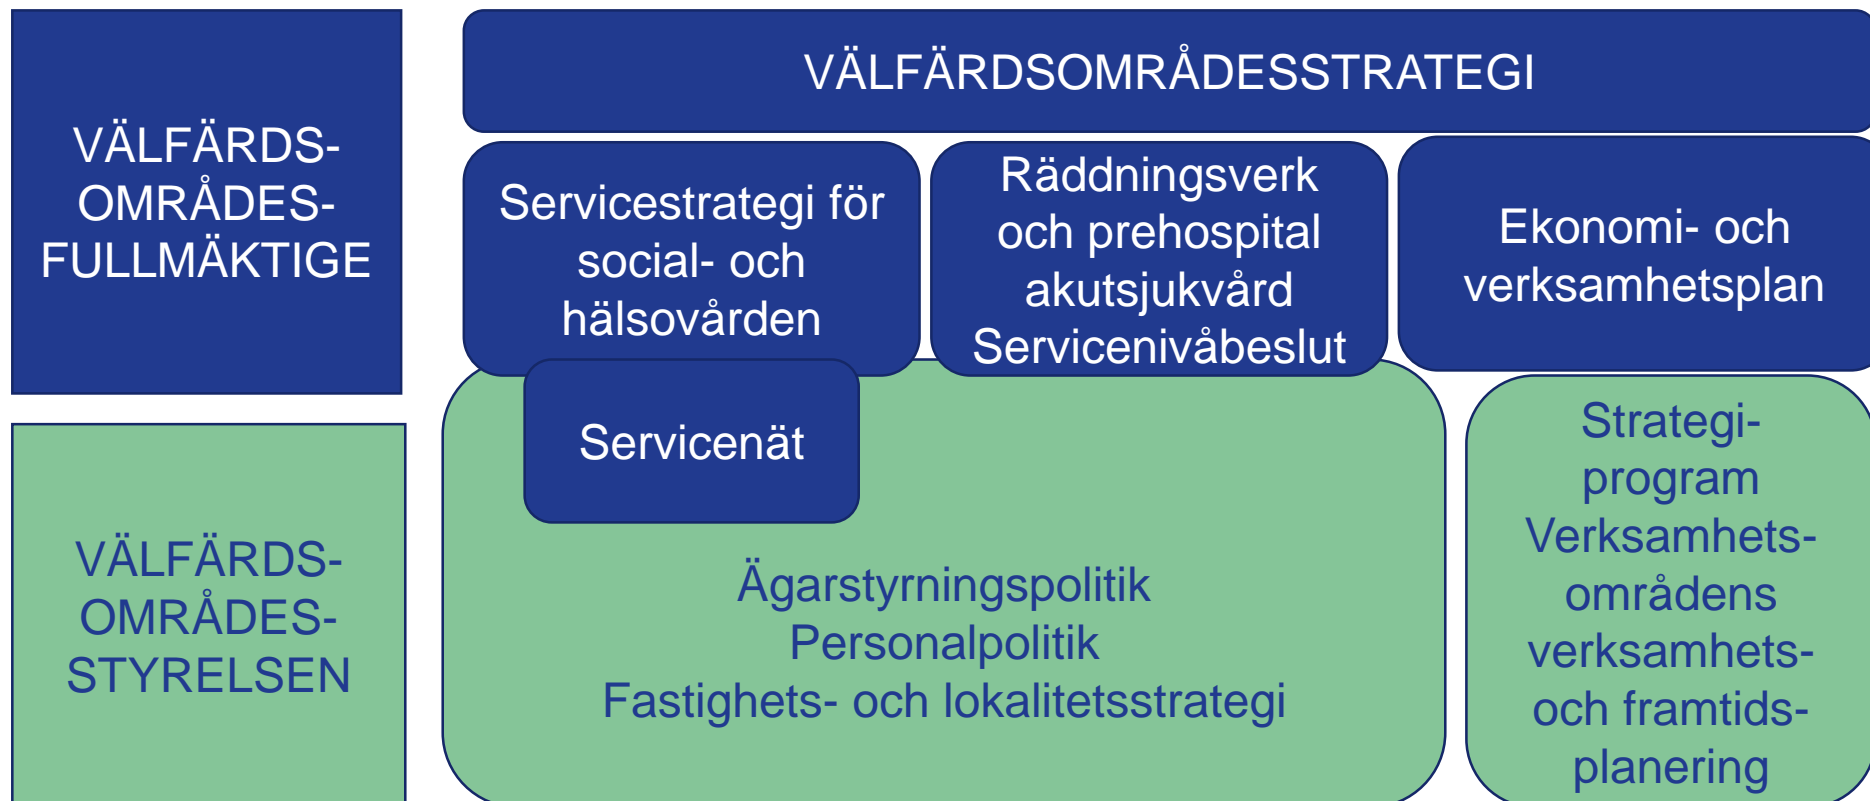 VÄLFÄRDS-
OMRÅDES-
FULLMÄKTIGE
VÄLFÄRDSOMRÅDESSTRATEGI
Servicestrategi för
social- och
hälsovården
Räddningsverk
och prehospital
akutsjukvård
Servicenivåbeslut
Ekonomi- och
verksamhetsplan
VÄLFÄRDS-
OMRÅDES-
STYRELSEN
Servicenät
Ägarstyrningspolitik
Personalpolitik
Fastighets- och lokalitetsstrategi
Strategi-
program
Verksamhets-
områdens
verksamhets-
och framtids-
planering